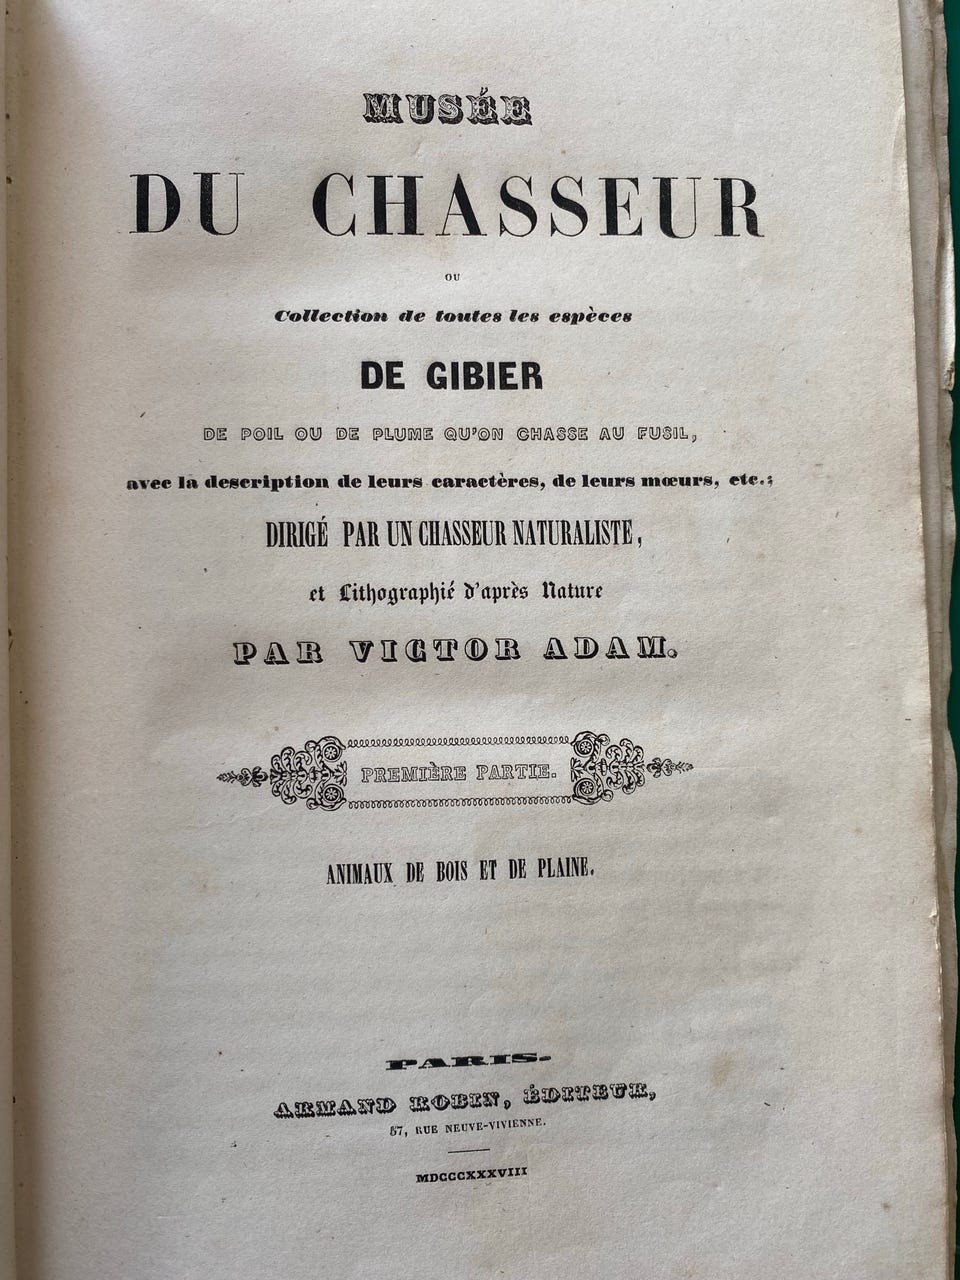 MUSÉE
DU CHASSEUR
OU
Collection de toutes les espèces
DE GIBIER
DE POIL OU DE PLUME QU'ON CHASSE AU FUSIL,
avec la description de leurs caractères, de leurs mœurs, etc.;
DIRIGÉ PAR UN CHASSEUR NATURALISTE,
et Lithographié d'après Nature
PAR VICTOR ADAM.
PREMIÈRE PARTIE.
ANIMAUX DE BOIS ET DE PLAINE.
PARIS.
ARMAND ROBIN, ÉDITEUR,
57, RUE NEUVE-VIVIENNE.
MDCCCXXXVIII